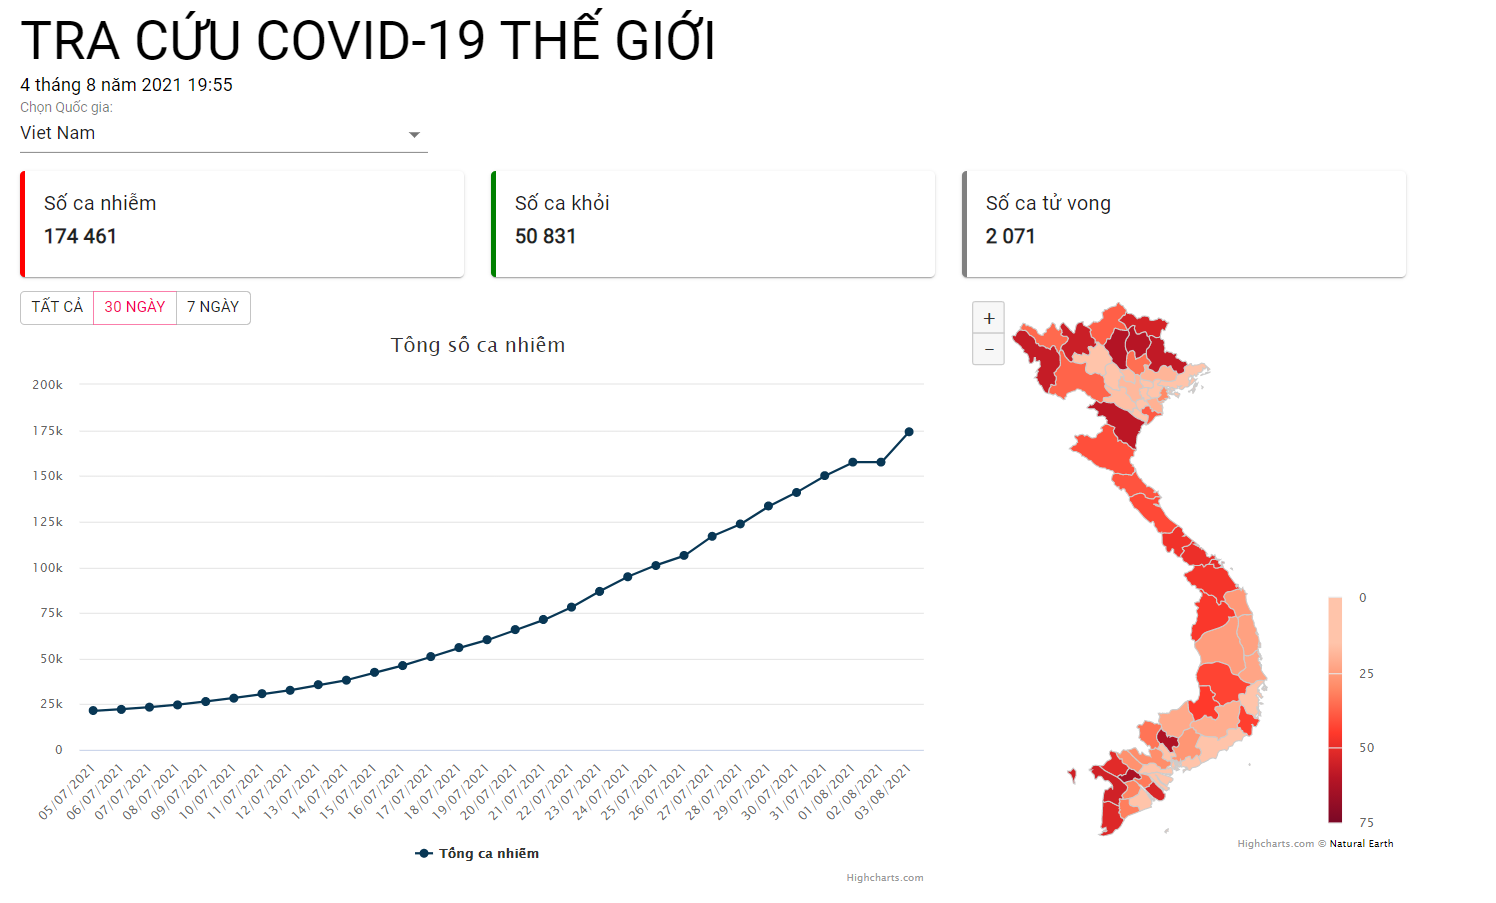 TRA CỨU COVID-19 THẾ GIỚI
4 tháng 8 năm 2021 19:55
Chọn Quốc gia:
Viet Nam
Số ca nhiễm
174 461
Số ca khỏi
50 831
Số ca tử vong
2 071
TẤT CẢ
30 NGÀY
7 NGÀY
Tổng số ca nhiễm
200k
175k
150k
125k
100k
75k
50k
25k
0
05/07/2021
06/07/2021
07/07/2021
08/07/2021
09/07/2021
10/07/2021
11/07/2021
12/07/2021
13/07/2021
14/07/2021
15/07/2021
16/07/2021
17/07/2021
18/07/2021
19/07/2021
20/07/2021
21/07/2021
22/07/2021
23/07/2021
24/07/2021
25/07/2021
26/07/2021
27/07/2021
28/07/2021
29/07/2021
30/07/2021
31/07/2021
01/08/2021
02/08/2021
03/08/2021
Tổng ca nhiễm
Highcharts.com
+
−
0
25
50
75
Highcharts.com © Natural Earth